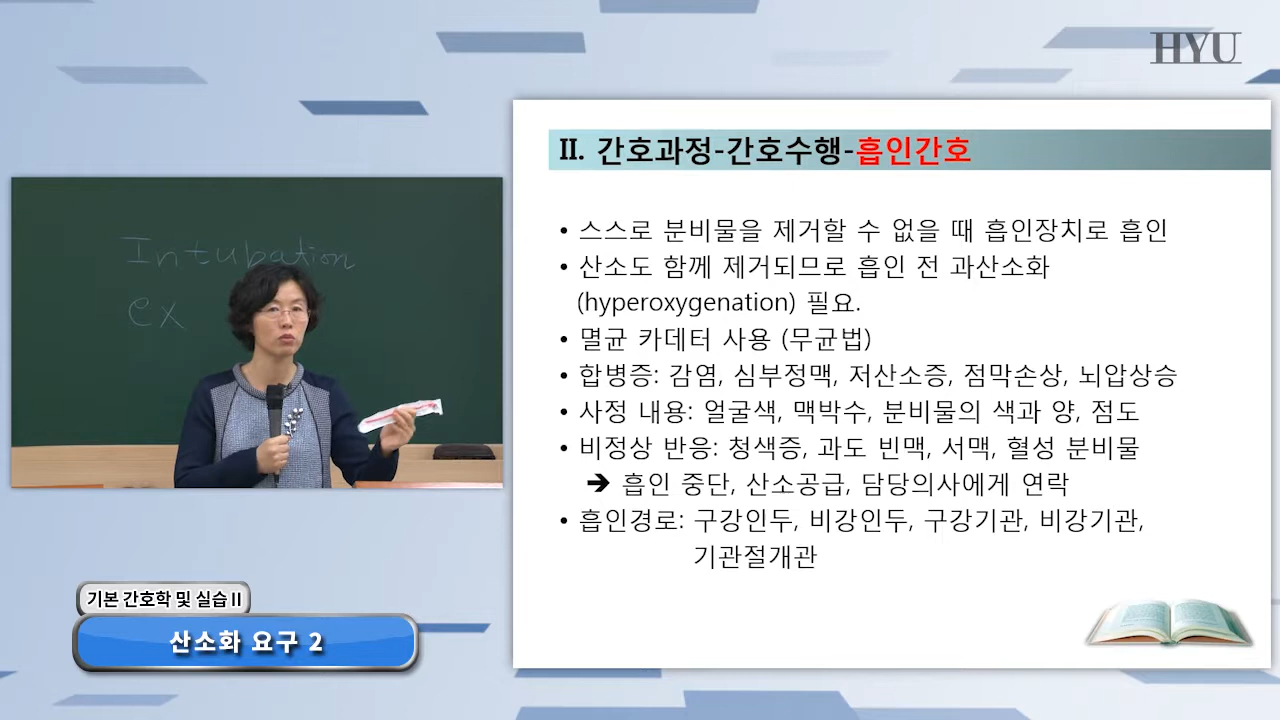 HYU
Intubation
ex
II. 간호과정-간호수행-흡인간호
• 스스로 분비물을 제거할 수 없을 때 흡인장치로 흡인
• 산소도 함께 제거되므로 흡인 전 과산소화
(hyperoxygenation) 필요.
• 멸균 카데터 사용 (무균법)
• 합병증: 감염, 심부정맥, 저산소증, 점막손상, 뇌압상승
• 사정 내용: 얼굴색, 맥박수, 분비물의 색과 양, 점도
• 비정상 반응: 청색증, 과도 빈맥, 서맥, 혈성 분비물
➔ 흡인 중단, 산소공급, 담당의사에게 연락
• 흡인경로: 구강인두, 비강인두, 구강기관, 비강기관,
기관절개관
기본 간호학 및 실습 II
산소화 요구 2